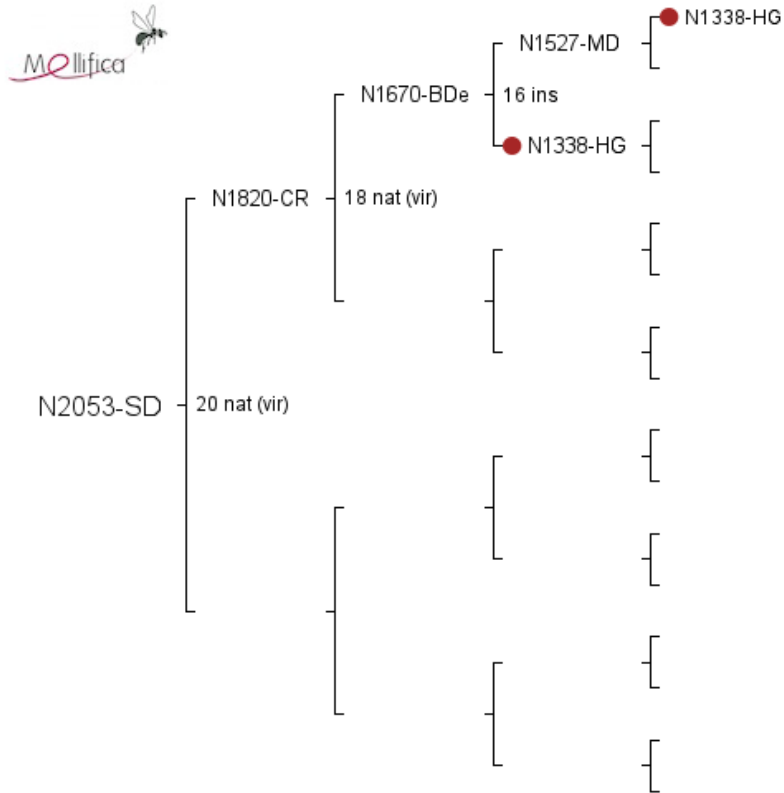 Mellifica
N1338-HG
N1527-MD
N1670-BDe
16 ins
N1338-HG
N1820-CR
18 nat (vir)
N2053-SD
20 nat (vir)